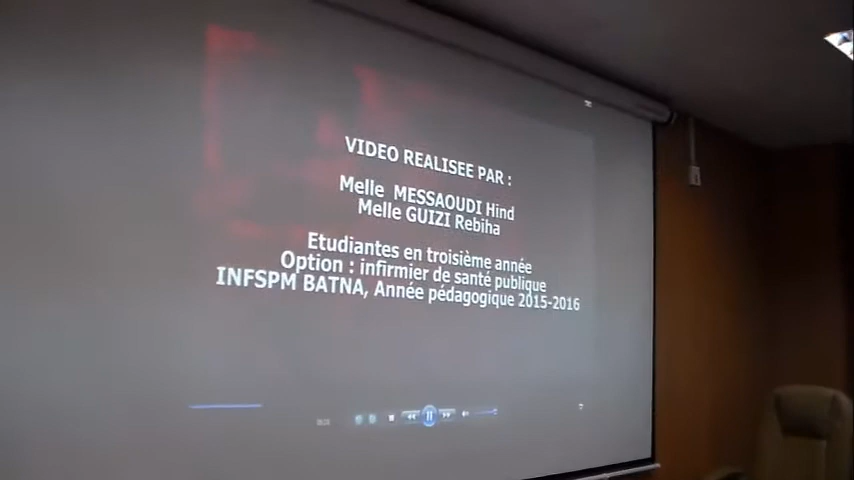 VIDEO REALISEE PAR :
Melle MESSAOUDI Hind
Melle GUIZI Rebiha
Etudiantes en troisième année
Option : infirmier de santé publique
INFSPM BATNA, Année pédagogique 2015-2016